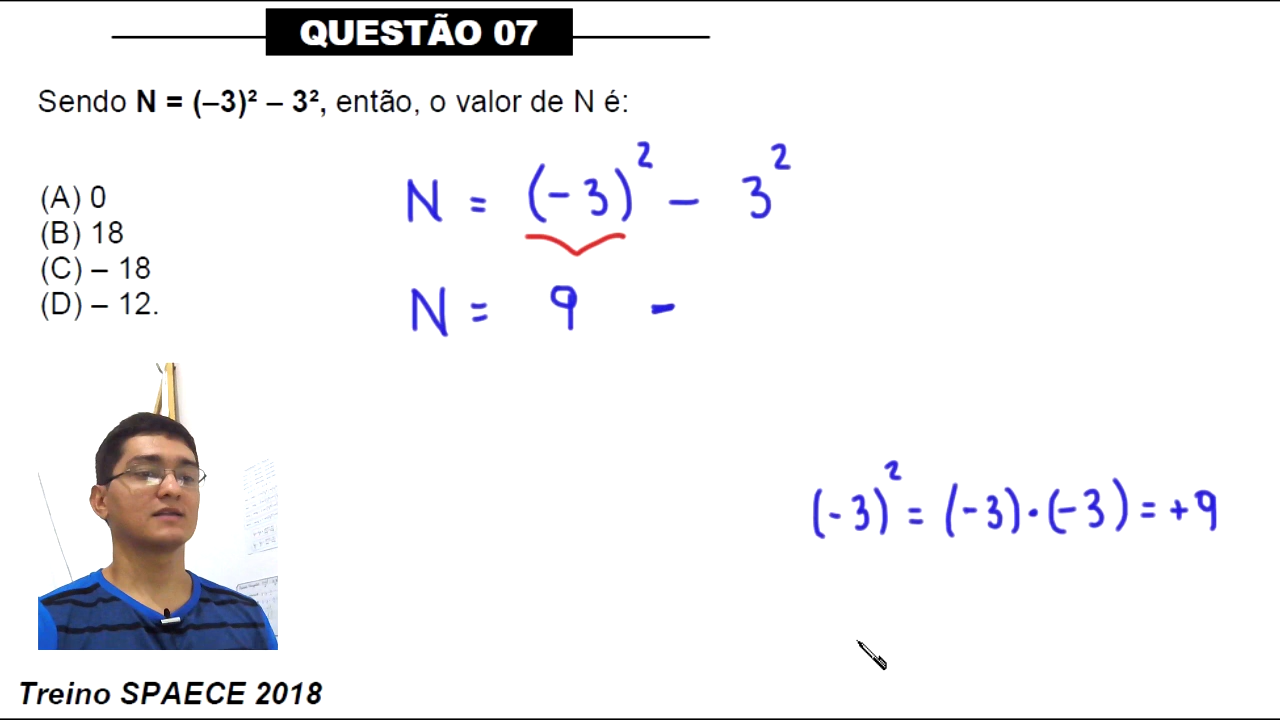 QUESTÃO 07
Sendo N = (–3)² – 3², então, o valor de N é:
(A) 0
(B) 18
(C) – 18
(D) – 12.
N = (-3)² - 3²
N = 9 -
(-3)² = (-3)·(-3) = +9
Treino SPAECE 2018